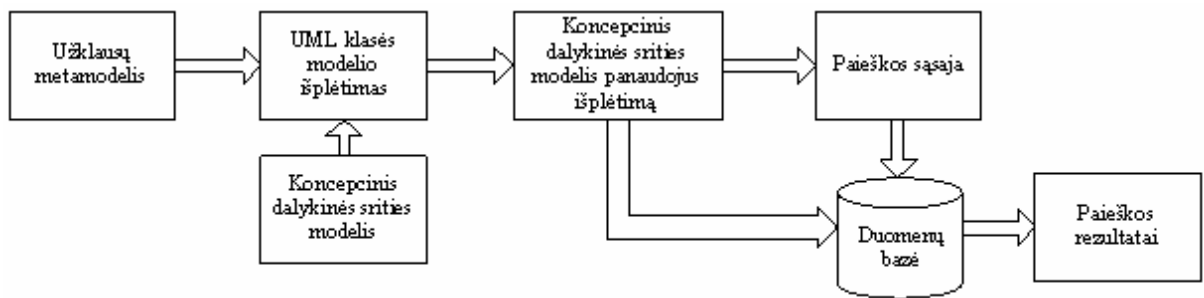 Užklausų
metamodelis
UML klasės
modelio
išplėtimas
Koncepcinis
dalykinės srities
modelis panaudojus
išplėtimą
Paieškos sąsaja
Koncepcinis
dalykinės srities
modelis
Duomenų
bazė
Paieškos
rezultatai